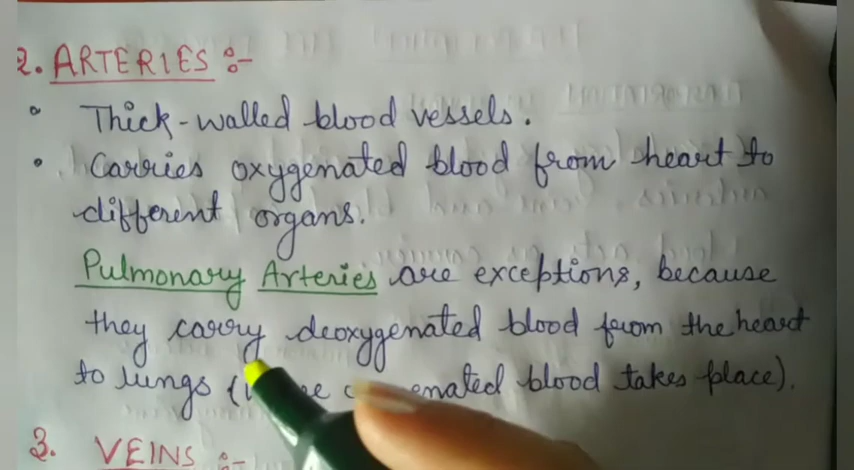 2. ARTERIES :-
• Thick-walled blood vessels.
• Carries oxygenated blood from heart to
different organs.
Pulmonary Arteries are exceptions, because
they carry deoxygenated blood from the heart
to lungs ( blood takes place).
3. VEINS :-